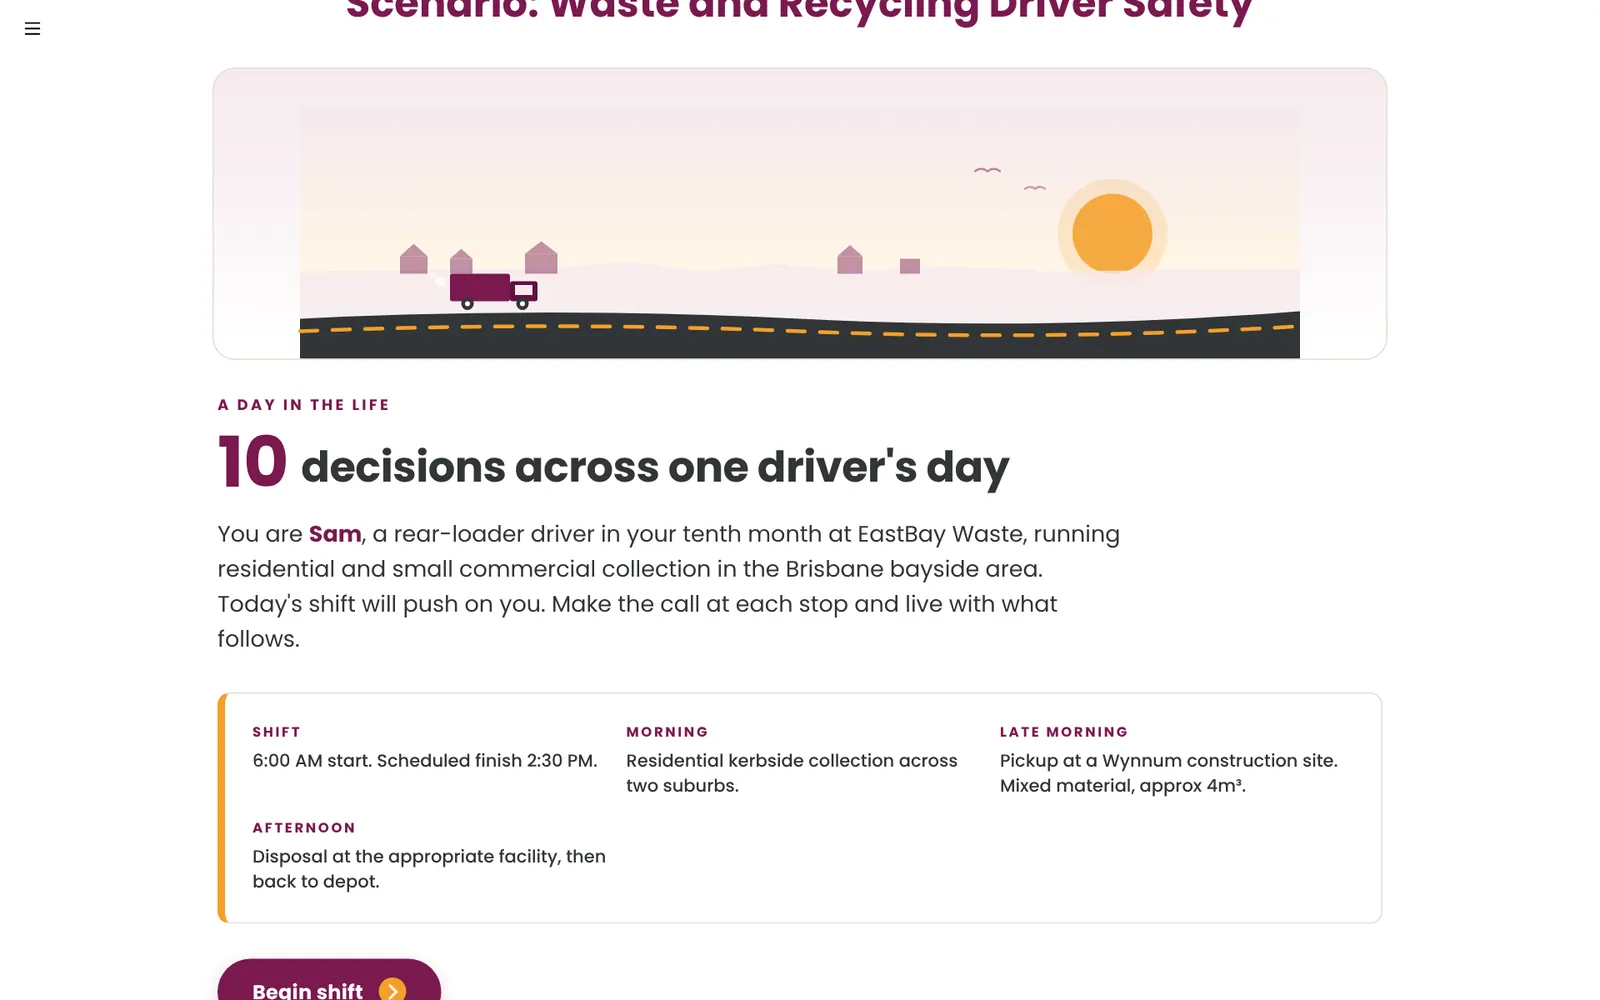 Scenario: Waste and Recycling Driver Safety
A DAY IN THE LIFE
10 decisions across one driver's day
You are Sam, a rear-loader driver in your tenth month at EastBay Waste, running
residential and small commercial collection in the Brisbane bayside area.
Today's shift will push on you. Make the call at each stop and live with what
follows.
SHIFT
6:00 AM start. Scheduled finish 2:30 PM.
MORNING
Residential kerbside collection across
two suburbs.
LATE MORNING
Pickup at a Wynnum construction site.
Mixed material, approx 4m³.
AFTERNOON
Disposal at the appropriate facility, then
back to depot.
Begin shift